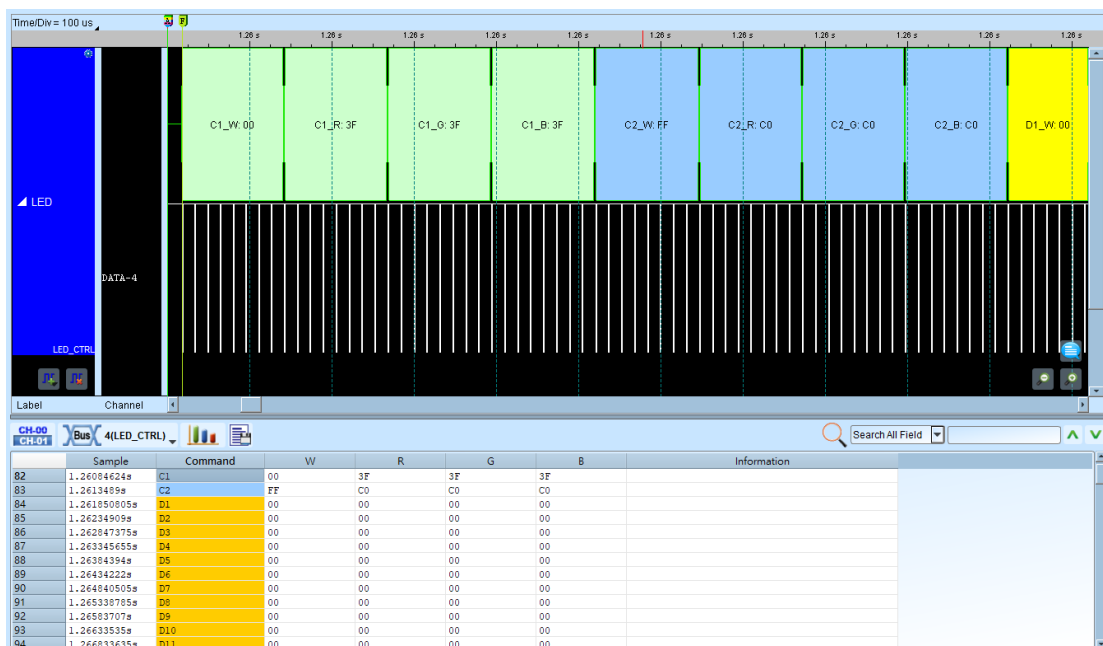 Time/Div = 100 us
1.26 s 1.26 s 1.26 s 1.26 s 1.26 s 1.26 s 1.26 s 1.26 s 1.26 s 1.26 s 1.26 s
C1_W: 00 C1_R: 3F C1_G: 3F C1_B: 3F C2_W: FF C2_R: C0 C2_G: C0 C2_B: C0 D1_W: 00
LED
DATA-4
LED_CTRL
Label Channel
CH-00
CH-01
Bus 4(LED_CTRL) Search All Field
Sample Command W R G B Information
82 1.26084624s C1 00 3F 3F 3F
83 1.2613489s C2 FF C0 C0 C0
84 1.261850805s D1 00 00 00 00
85 1.26234909s D2 00 00 00 00
86 1.262847375s D3 00 00 00 00
87 1.263345655s D4 00 00 00 00
88 1.26384394s D5 00 00 00 00
89 1.26434222s D6 00 00 00 00
90 1.264840505s D7 00 00 00 00
91 1.265338785s D8 00 00 00 00
92 1.26583707s D9 00 00 00 00
93 1.26633535s D10 00 00 00 00
94 1.266833635s D11 00 00 00 00